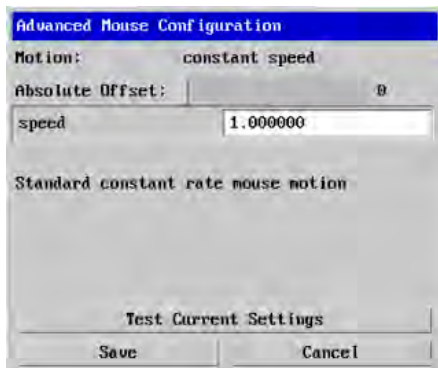 Advanced Mouse Configuration
Motion: constant speed
Absolute Offset: 0
speed 1.000000
Standard constant rate mouse motion
Test Current Settings
Save Cancel